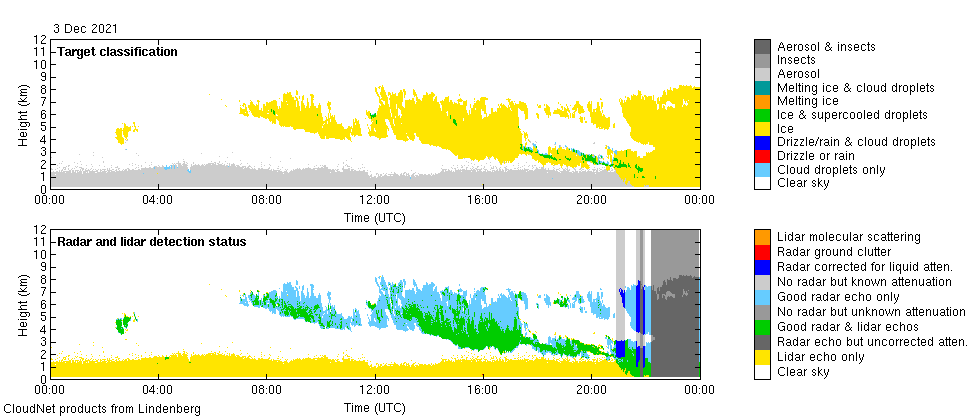 3 Dec 2021
Target classification
12
11
10
9
8
7
6
5
4
3
2
1
0
Height (km)
00:00 04:00 08:00 12:00 16:00 20:00 00:00
Time (UTC)
Aerosol & insects
Insects
Aerosol
Melting ice & cloud droplets
Melting ice
Ice & supercooled droplets
Ice
Drizzle/rain & cloud droplets
Drizzle or rain
Cloud droplets only
Clear sky
Radar and lidar detection status
12
11
10
9
8
7
6
5
4
3
2
1
0
Height (km)
00:00 04:00 08:00 12:00 16:00 20:00 00:00
Time (UTC)
Lidar molecular scattering
Radar ground clutter
Radar corrected for liquid atten.
No radar but known attenuation
Good radar echo only
No radar but unknown attenuation
Good radar & lidar echos
Radar echo but uncorrected atten.
Lidar echo only
Clear sky
CloudNet products from Lindenberg